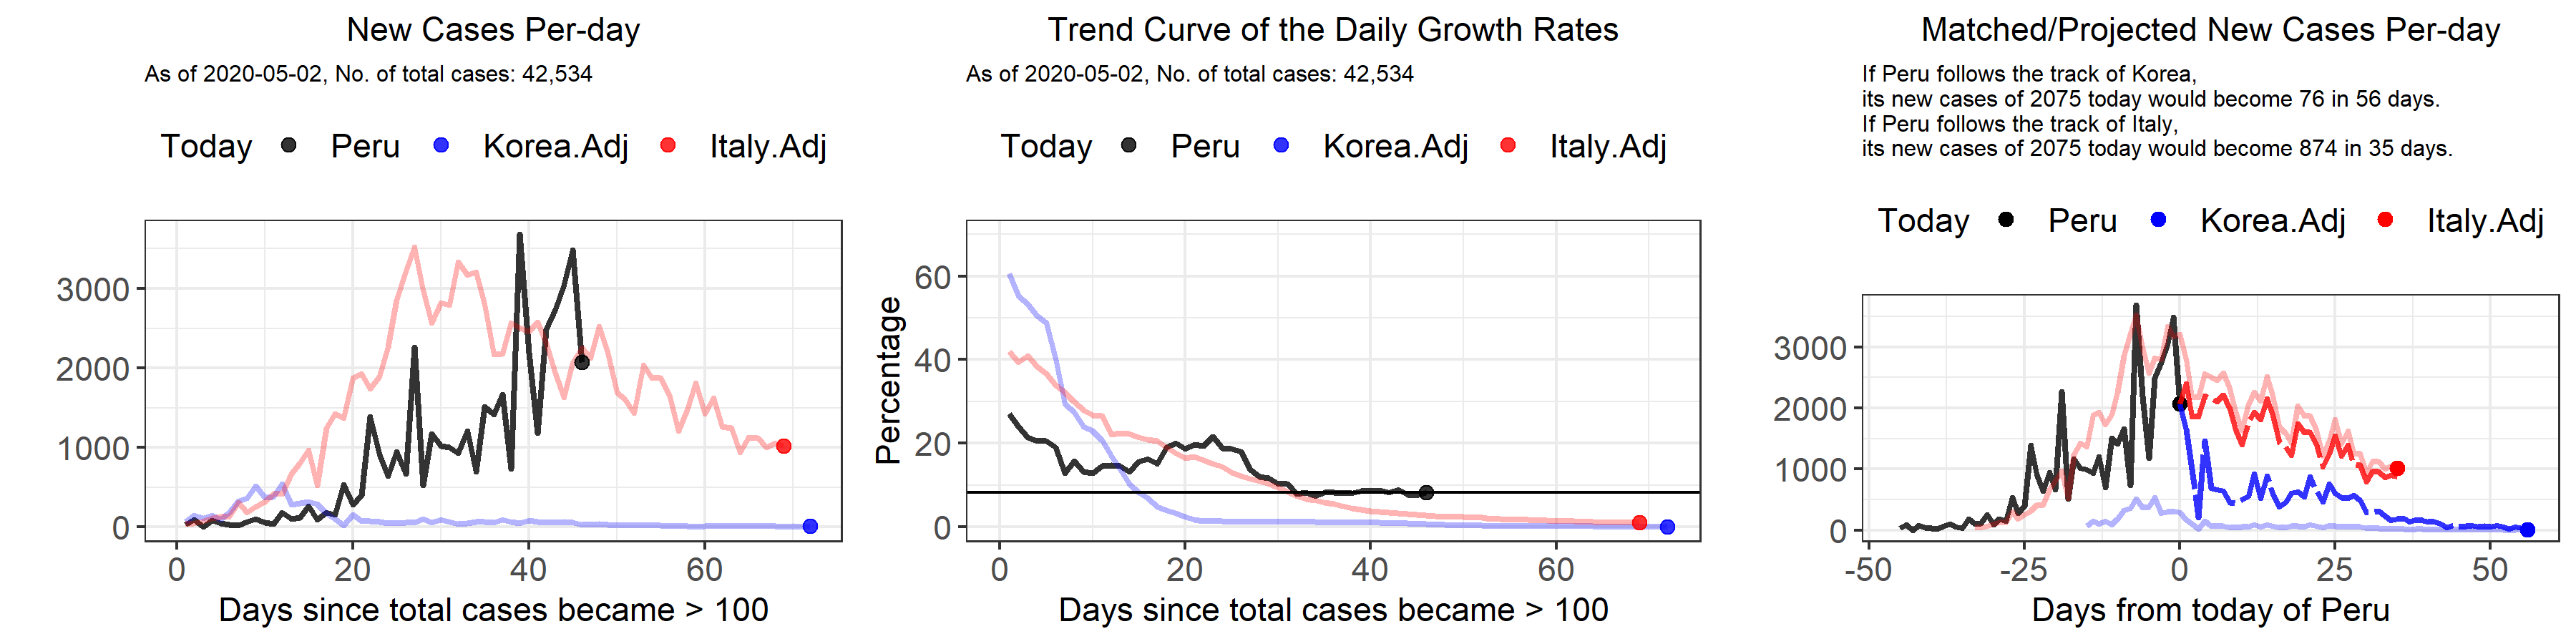 New Cases Per-day
As of 2020-05-02, No. of total cases: 42,534
Today Peru Korea.Adj Italy.Adj
3000
2000
1000
0
0 20 40 60
Days since total cases became > 100
Trend Curve of the Daily Growth Rates
As of 2020-05-02, No. of total cases: 42,534
Today Peru Korea.Adj Italy.Adj
Percentage
60
40
20
0
0 20 40 60
Days since total cases became > 100
Matched/Projected New Cases Per-day
If Peru follows the track of Korea,
its new cases of 2075 today would become 76 in 56 days.
If Peru follows the track of Italy,
its new cases of 2075 today would become 874 in 35 days.
Today Peru Korea.Adj Italy.Adj
3000
2000
1000
0
-50 -25 0 25 50
Days from today of Peru